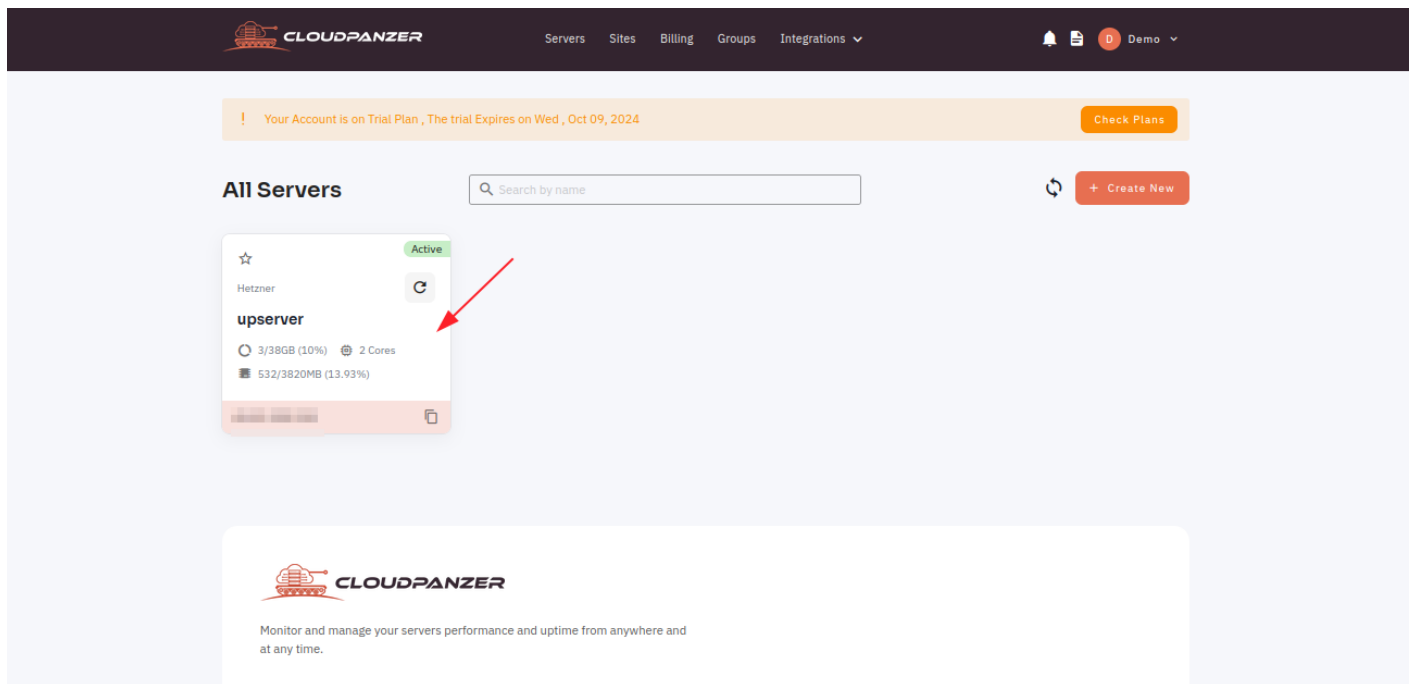 CLOUDPANZER
Servers Sites Billing Groups Integrations
D Demo
! Your Account is on Trial Plan , The trial Expires on Wed , Oct 09, 2024
Check Plans
All Servers
Search by name
+ Create New
Active
Hetzner
upserver
3/38GB (10%) 2 Cores
532/3820MB (13.93%)
CLOUDPANZER
Monitor and manage your servers performance and uptime from anywhere and
at any time.